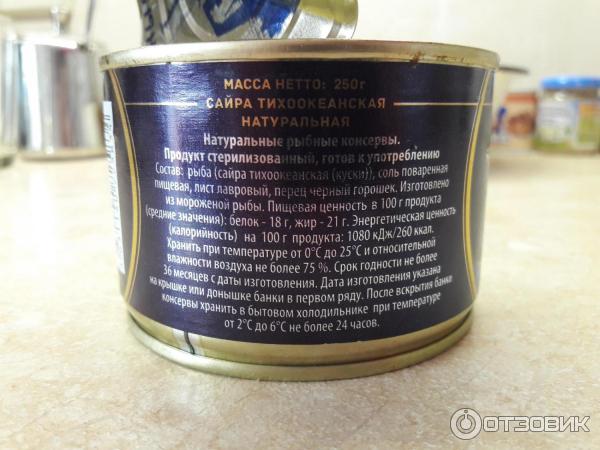 МАССА НЕТТО: 250г
САЙРА ТИХООКЕАНСКАЯ
НАТУРАЛЬНАЯ
Натуральные рыбные консервы.
Продукт стерилизованный, готов к употреблению
Состав: рыба (сайра тихоокеанская (куски)), соль поваренная
пищевая, лист лавровый, перец черный горошек. Изготовлено
из мороженой рыбы. Пищевая ценность в 100 г продукта
(средние значения): белок - 18 г, жир - 21 г. Энергетическая ценность
(калорийность) на 100 г продукта: 1080 кДж/260 ккал.
Хранить при температуре от 0°С до 25°С и относительной
влажности воздуха не более 75 %. Срок годности не более
36 месяцев с даты изготовления. Дата изготовления указана
на крышке или донышке банки в первом ряду. После вскрытия банки
консервы хранить в бытовом холодильнике при температуре
от 2°С до 6°С не более 24 часов.
ОТЗОВИК